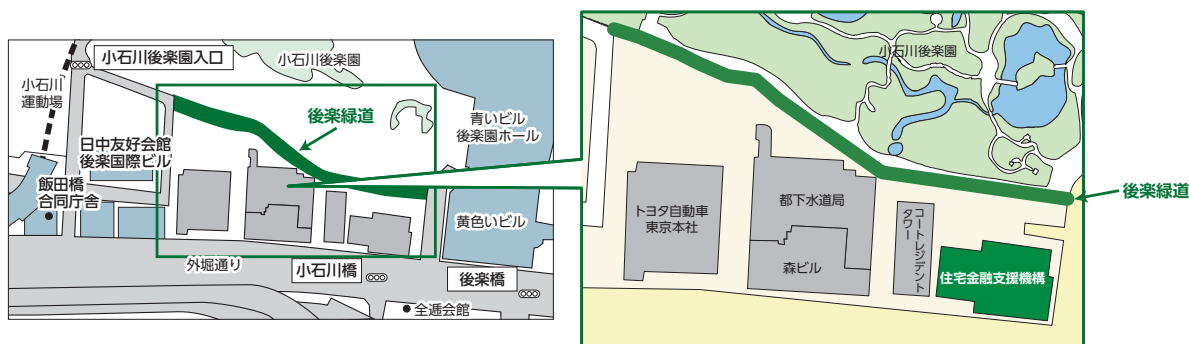 小石川後楽園入口
小石川後楽園
小石川
運動場
後楽緑道
青いビル
後楽園ホール
日中友好会館
後楽国際ビル
飯田橋
合同庁舎
黄色いビル
外堀通り
小石川橋
後楽橋
全逓会館
小石川後楽園
後楽緑道
トヨタ自動車
東京本社
都下水道局
森ビル
コートレジデント
タワー
住宅金融支援機構